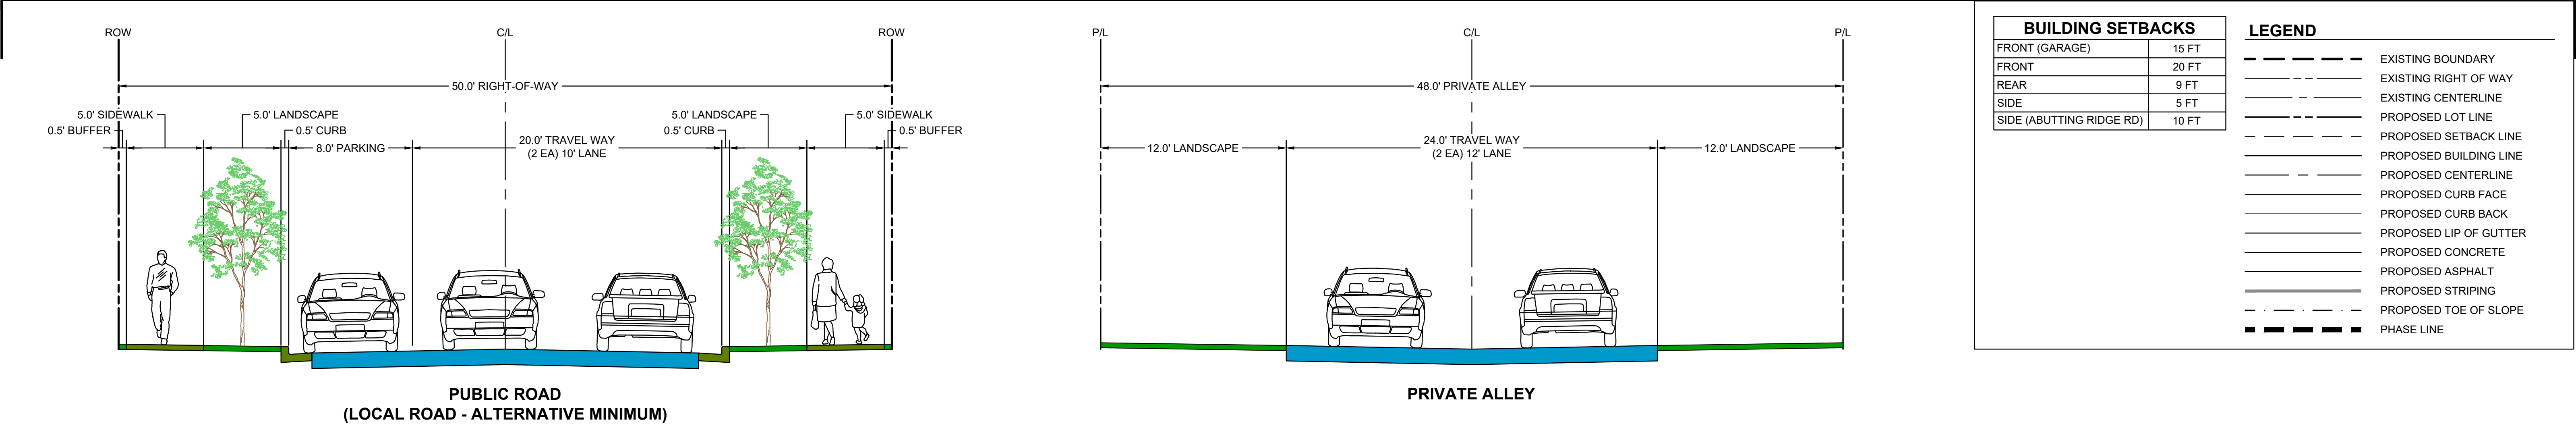 ROW
C/L
ROW
50.0' RIGHT-OF-WAY
5.0' SIDEWALK
5.0' LANDSCAPE
5.0' LANDSCAPE
5.0' SIDEWALK
0.5' BUFFER
0.5' CURB
0.5' CURB
0.5' BUFFER
8.0' PARKING
20.0' TRAVEL WAY
(2 EA) 10' LANE
PUBLIC ROAD
(LOCAL ROAD - ALTERNATIVE MINIMUM)
P/L
C/L
P/L
48.0' PRIVATE ALLEY
12.0' LANDSCAPE
24.0' TRAVEL WAY
(2 EA) 12' LANE
12.0' LANDSCAPE
PRIVATE ALLEY
BUILDING SETBACKS
FRONT (GARAGE) 15 FT
FRONT 20 FT
REAR 9 FT
SIDE 5 FT
SIDE (ABUTTING RIDGE RD) 10 FT
LEGEND
EXISTING BOUNDARY
EXISTING RIGHT OF WAY
EXISTING CENTERLINE
PROPOSED LOT LINE
PROPOSED SETBACK LINE
PROPOSED BUILDING LINE
PROPOSED CENTERLINE
PROPOSED CURB FACE
PROPOSED CURB BACK
PROPOSED LIP OF GUTTER
PROPOSED CONCRETE
PROPOSED ASPHALT
PROPOSED STRIPING
PROPOSED TOE OF SLOPE
PHASE LINE